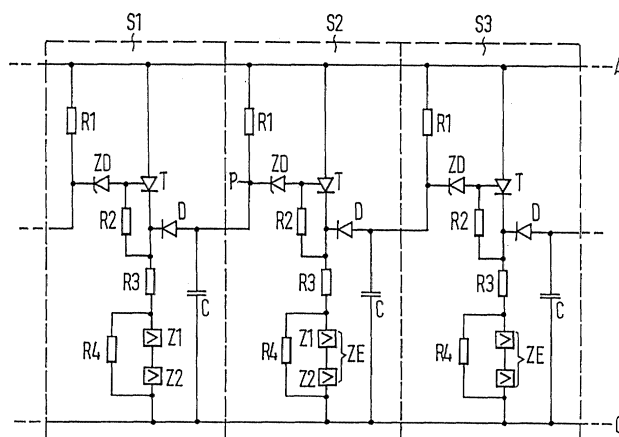 S1 S2 S3
R1 R1 R1
ZD T P ZD T ZD T
R2 D R2 D R2 D
R3 R3 R3
C C C
R4 Z1 R4 Z1 ZE R4 ZE
Z2 Z2